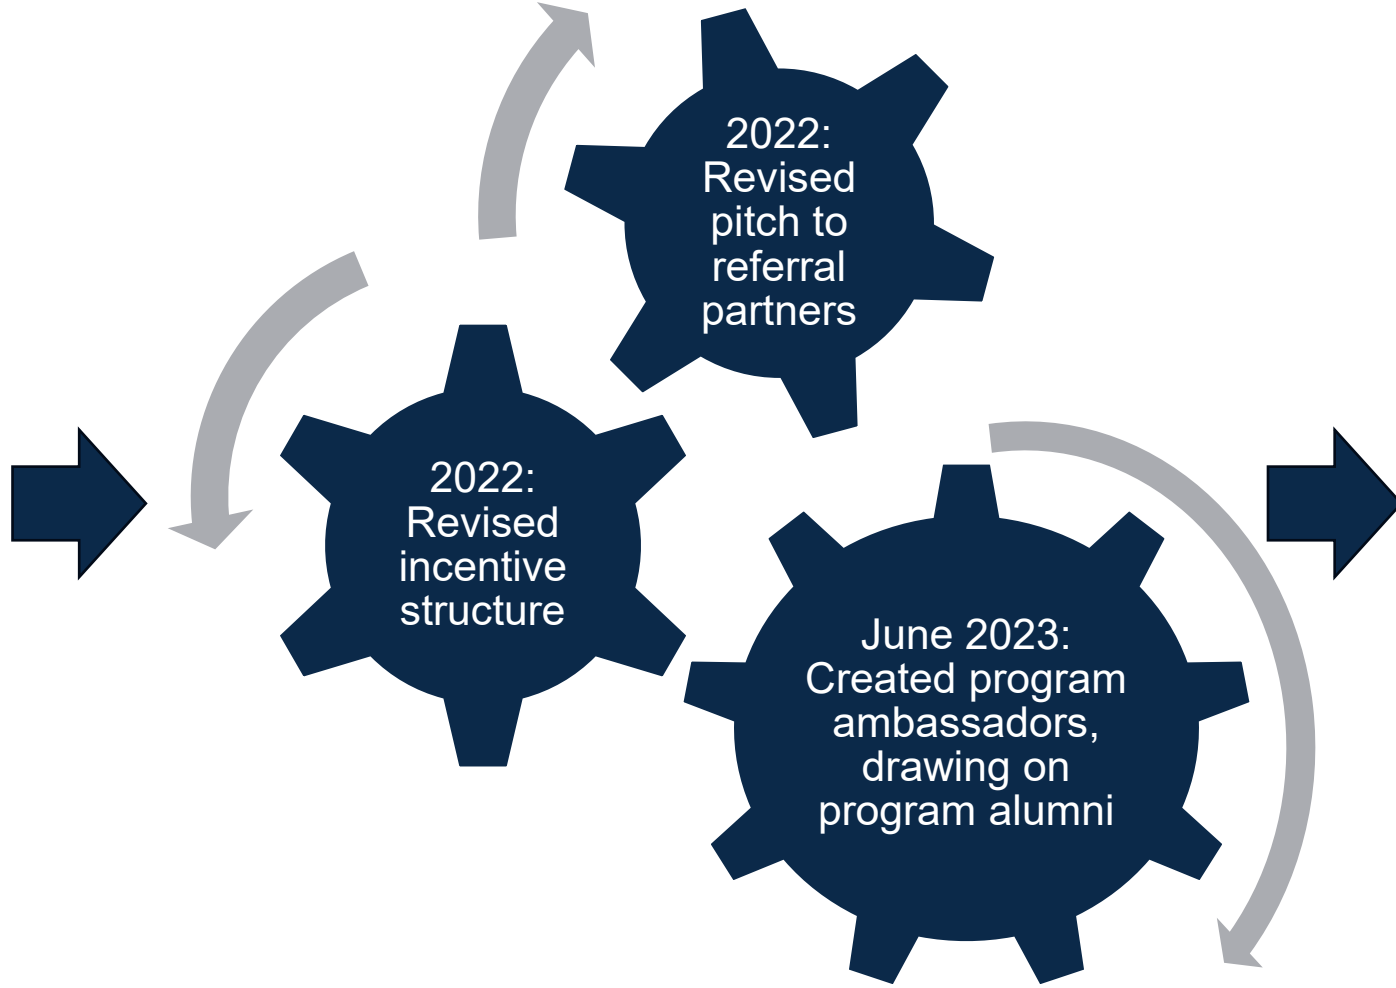 2022:
Revised
pitch to
referral
partners
2022:
Revised
incentive
structure
June 2023:
Created program
ambassadors,
drawing on
program alumni